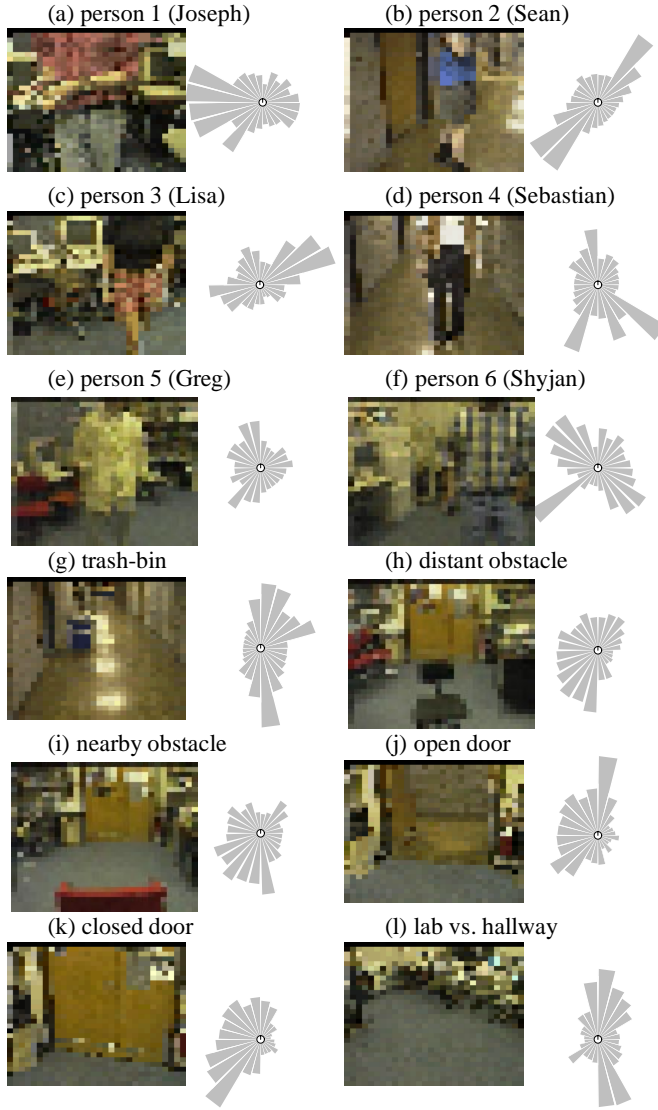 (a) person 1 (Joseph)
(b) person 2 (Sean)
(c) person 3 (Lisa)
(d) person 4 (Sebastian)
(e) person 5 (Greg)
(f) person 6 (Shyjan)
(g) trash-bin
(h) distant obstacle
(i) nearby obstacle
(j) open door
(k) closed door
(l) lab vs. hallway